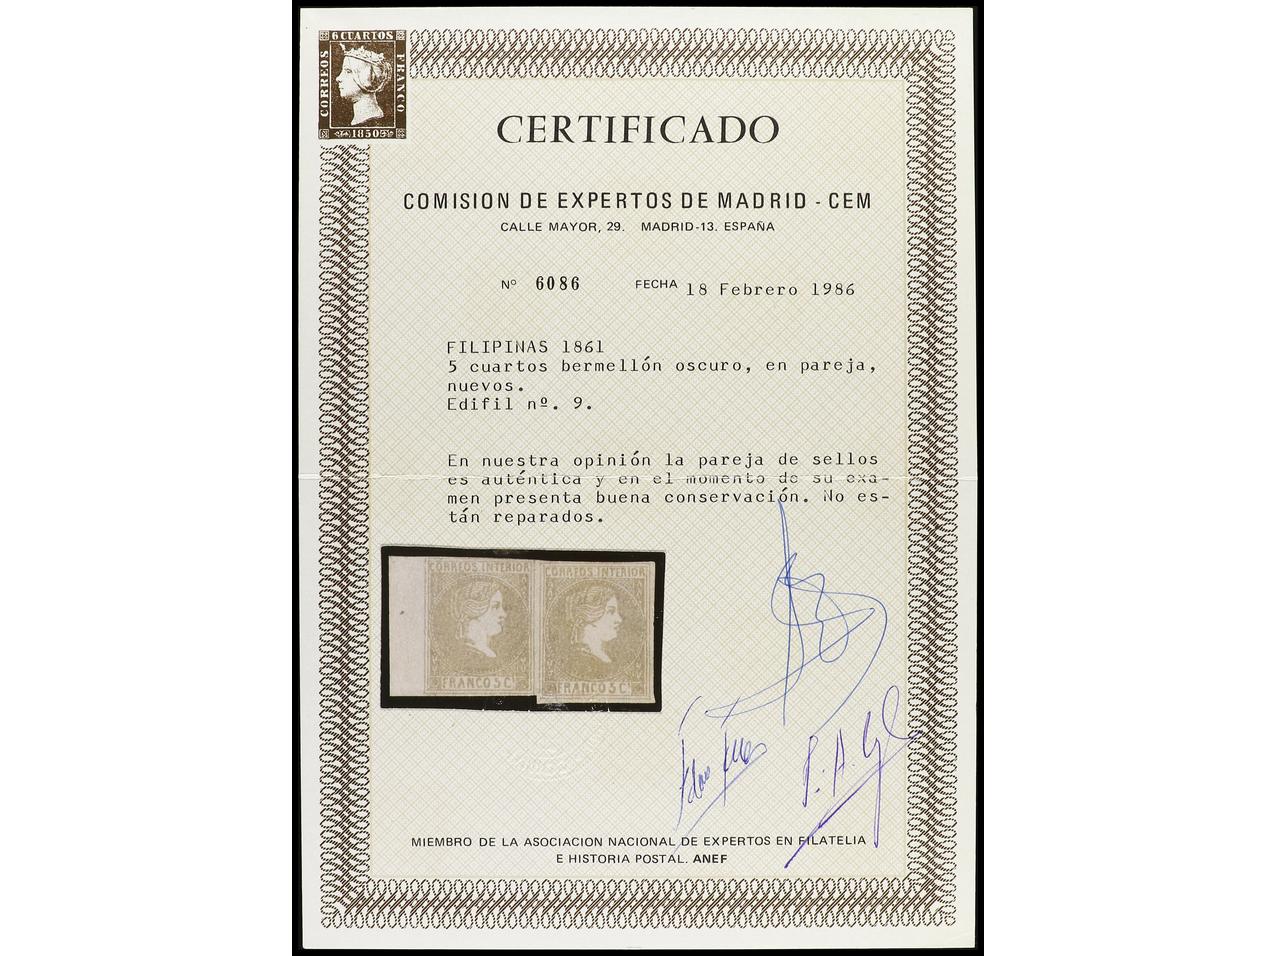 6 CUARTOS
CORREOS
FRANCO
1850
CERTIFICADO
COMISION DE EXPERTOS DE MADRID - CEM
CALLE MAYOR, 29. MADRID-13. ESPAÑA
Nº 6086 FECHA 18 Febrero 1986
FILIPINAS 1861
5 cuartos bermellón oscuro, en pareja,
nuevos.
Edifil nº. 9.
En nuestra opinión la pareja de sellos
es auténtica y en el momento de su exa-
men presenta buena conservación. No es-
tán reparados.
CORREOS INTERIOR CORREOS INTERIOR
FRANCO 5 C FRANCO 5 C
MIEMBRO DE LA ASOCIACION NACIONAL DE EXPERTOS EN FILATELIA
E HISTORIA POSTAL. ANEF